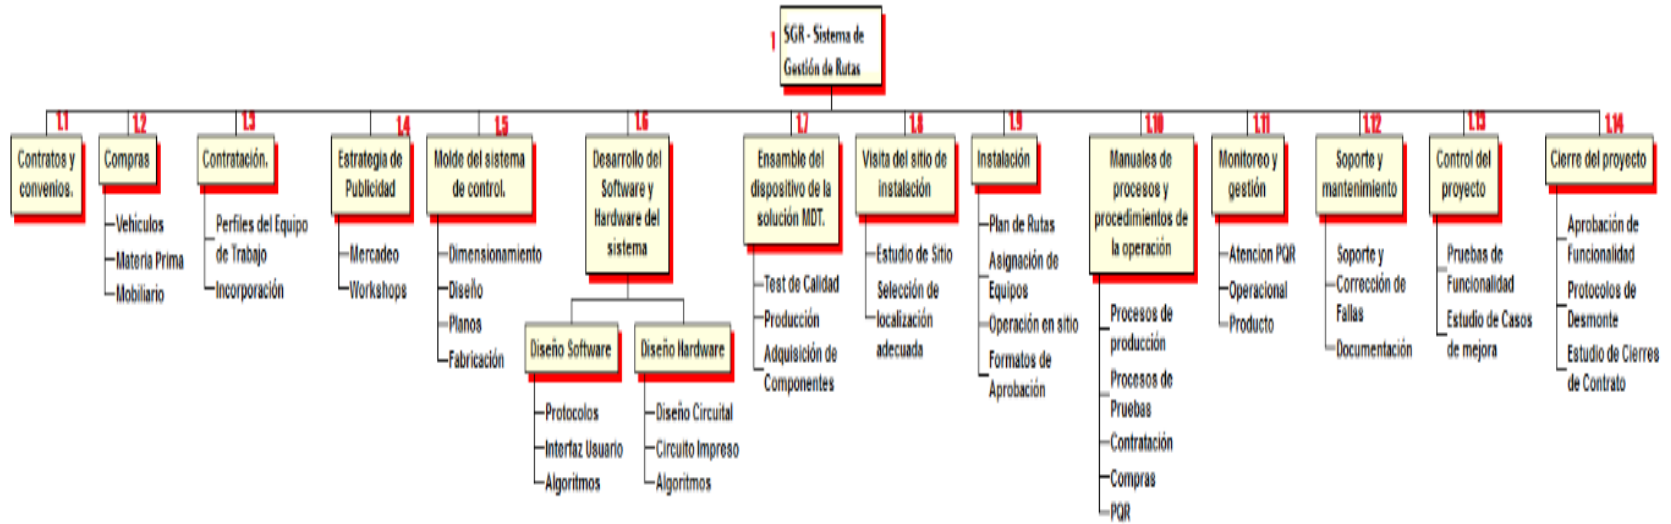 1
SGR - Sistema de
Gestión de Rutas
1.1
Contratos y
convenios.
1.2
Compras
Vehiculos
Materia Prima
Mobiliario
1.3
Contratación.
Perfiles del Equipo
de Trabajo
Incorporación
1.4
Estrategia de
Publicidad
Mercadeo
Workshops
1.5
Molde del sistema
de control.
Dimensionamiento
Diseño
Planos
Fabricación
1.6
Desarrollo del
Software y
Hardware del
sistema
Diseño Software
Protocolos
Interfaz Usuario
Algoritmos
Diseño Hardware
Diseño Circuital
Circuito Impreso
Algoritmos
1.7
Ensamble del
dispositivo de la
solución MDT.
Test de Calidad
Producción
Adquisición de
Componentes
1.8
Visita del sitio de
instalación
Estudio de Sitio
Selección de
localización
adecuada
1.9
Instalación
Plan de Rutas
Asignación de
Equipos
Operación en sitio
Formatos de
Aprobación
1.10
Manuales de
procesos y
procedimientos de
la operación
Procesos de
producción
Procesos de
Pruebas
Contratación
Compras
PQR
1.11
Monitoreo y
gestión
Atencion PQR
Operacional
Producto
1.12
Soporte y
mantenimiento
Soporte y
Corrección de
Fallas
Documentación
1.13
Control del
proyecto
Pruebas de
Funcionalidad
Estudio de Casos
de mejora
1.14
Cierre del proyecto
Aprobación de
Funcionalidad
Protocolos de
Desmonte
Estudio de Cierres
de Contrato